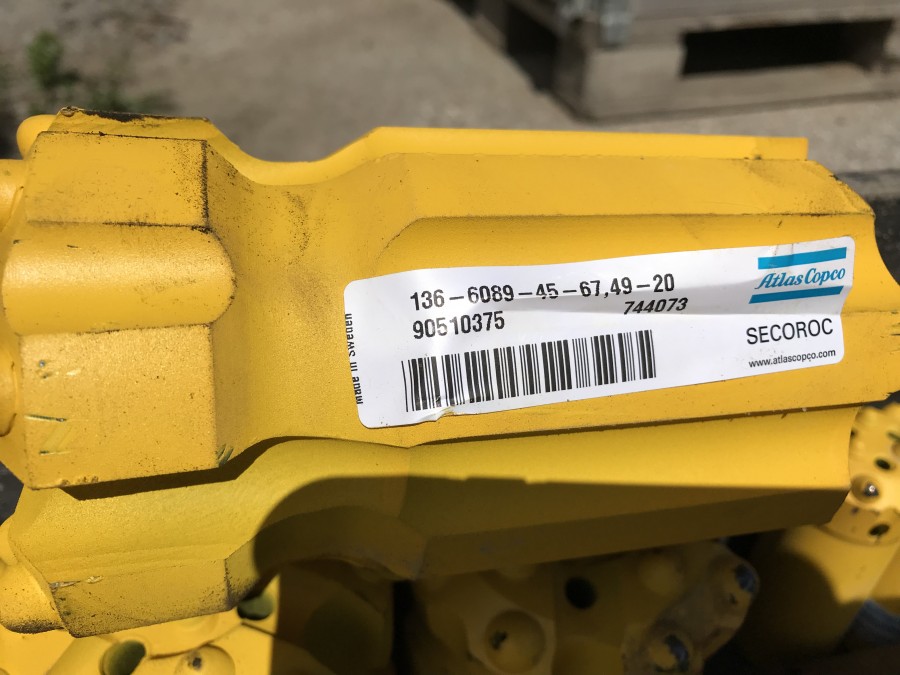 136-6089-45-67,49-20
90510375
744073
Atlas Copco
SECOROC
www.atlascopco.com
Made in Sweden